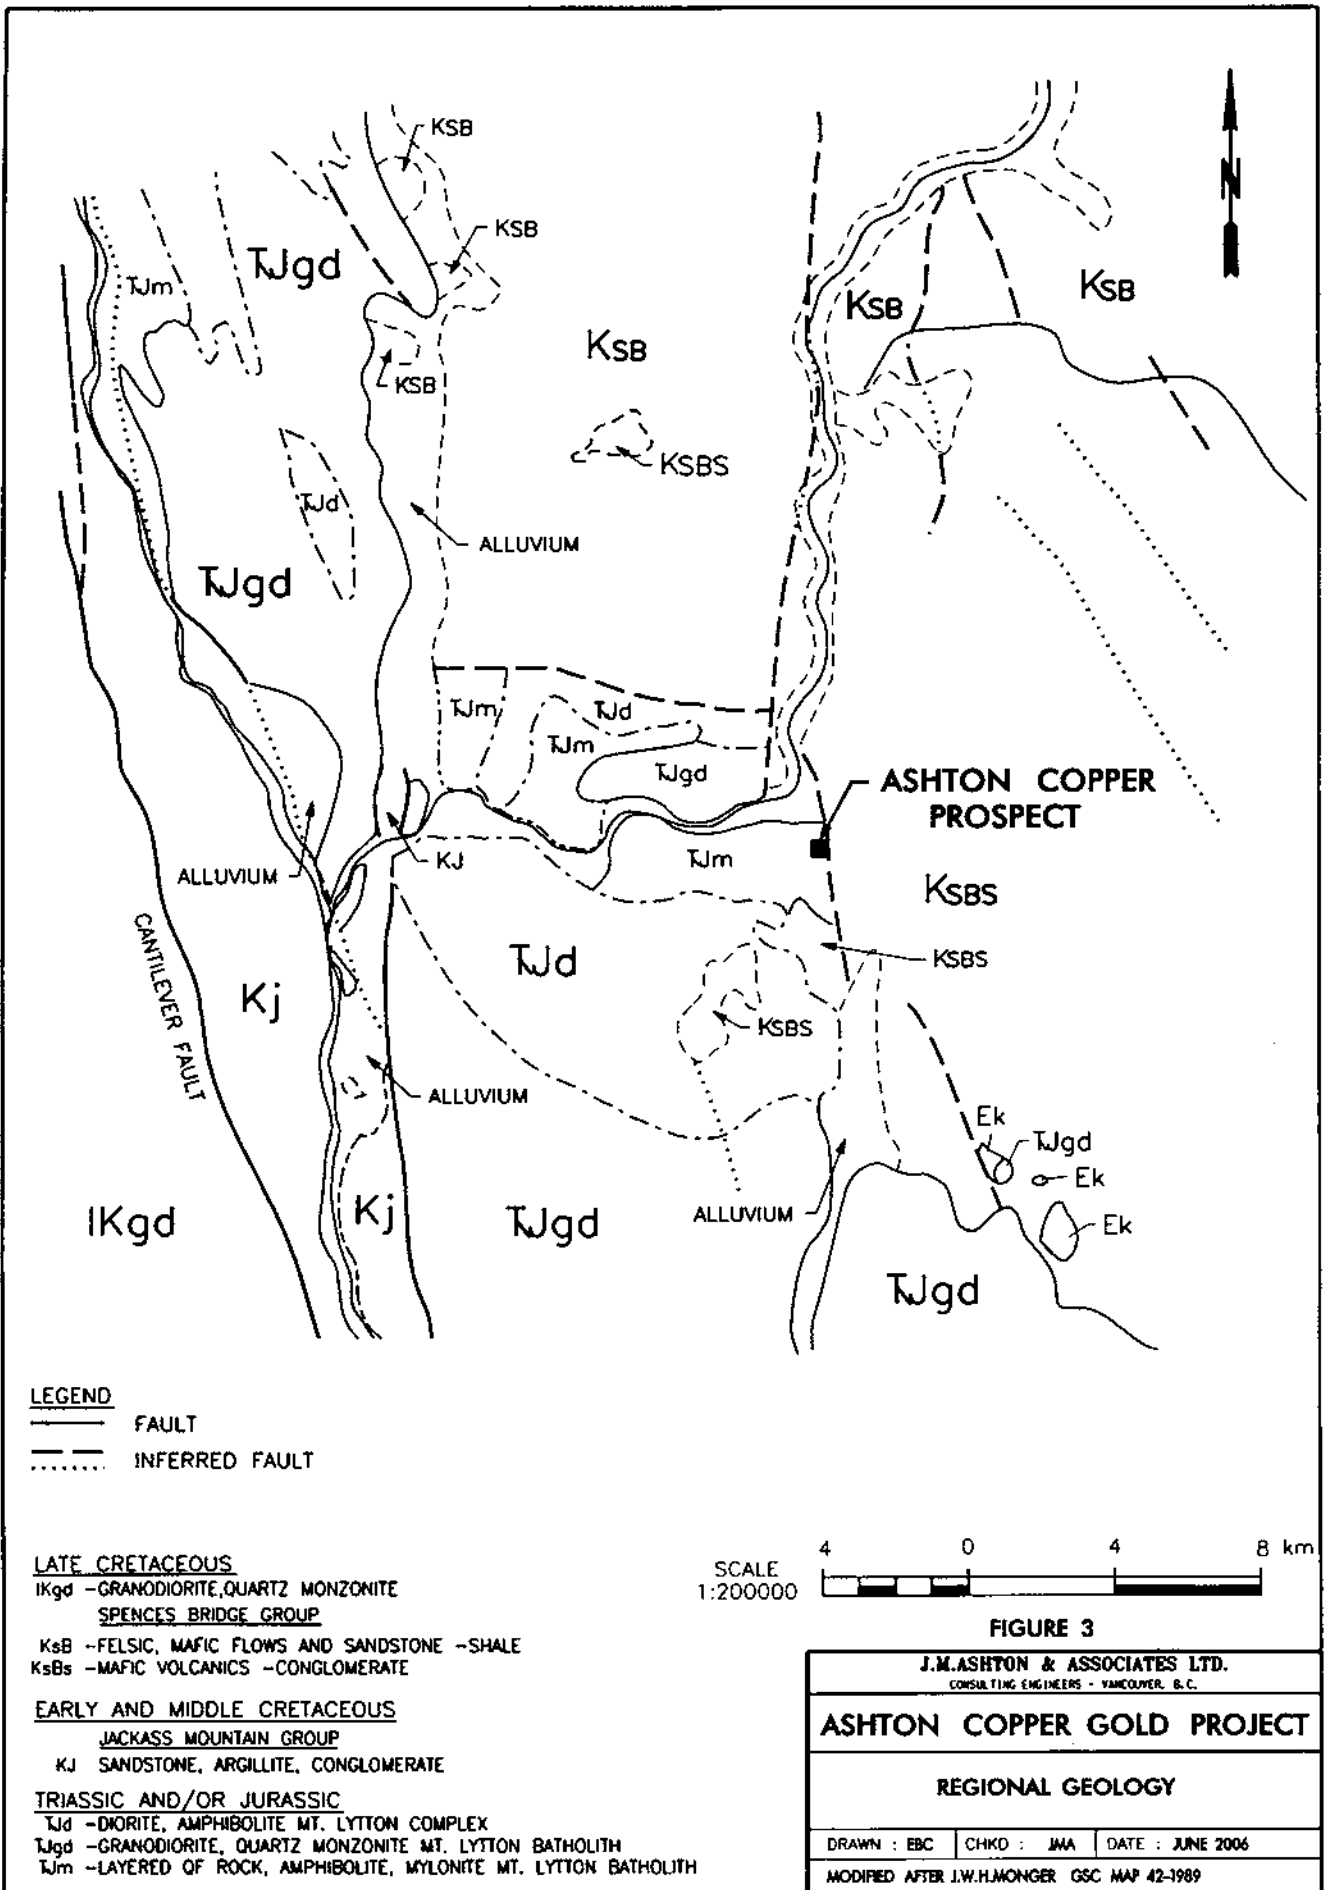 N
KSB
KSB
TJgd
TJm
KSB
KSB
KSB
KSB
KSBS
TJd
ALLUVIUM
TJgd
TJm
TJd
TJm
TJgd
ASHTON COPPER
PROSPECT
KJ
TJm
ALLUVIUM
KSBS
CANTILEVER FAULT
TJd
KSBS
Kj
KSBS
ALLUVIUM
Ek
TJgd
Ek
IKgd
Kj
TJgd
ALLUVIUM
Ek
TJgd
LEGEND
FAULT
INFERRED FAULT
LATE CRETACEOUS
IKgd -GRANODIORITE,QUARTZ MONZONITE
SPENCES BRIDGE GROUP
KsB -FELSIC, MAFIC FLOWS AND SANDSTONE -SHALE
KsBs -MAFIC VOLCANICS -CONGLOMERATE
EARLY AND MIDDLE CRETACEOUS
JACKASS MOUNTAIN GROUP
KJ SANDSTONE, ARGILLITE, CONGLOMERATE
TRIASSIC AND/OR JURASSIC
TJd -DIORITE, AMPHIBOLITE MT. LYTTON COMPLEX
TJgd -GRANODIORITE, QUARTZ MONZONITE MT. LYTTON BATHOLITH
TJm -LAYERED OF ROCK, AMPHIBOLITE, MYLONITE MT. LYTTON BATHOLITH
SCALE
1:200000
4 0 4 8 km
FIGURE 3
J.M.ASHTON & ASSOCIATES LTD.
CONSULTING ENGINEERS - VANCOUVER, B.C.
ASHTON COPPER GOLD PROJECT
REGIONAL GEOLOGY
DRAWN : EBC CHKD : JMA DATE : JUNE 2006
MODIFIED AFTER J.W.H.MONGER GSC MAP 42-1989